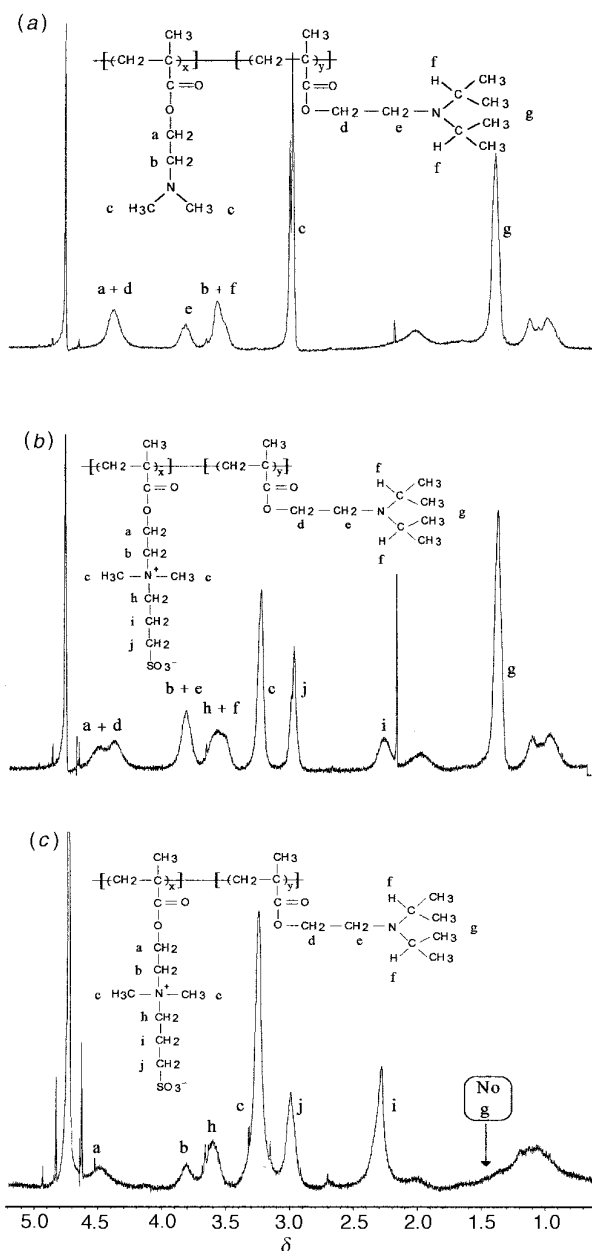 (a)
CH3
CH3
[(CH2 C )x] [(CH2 C )y]
C=O
C=O
O
O
a CH2
b CH2
N
c H3C CH3 c
CH2 CH2 N
d e
f
H CH3
CH3
CH3
H CH3
f
g
a + d
e
b + f
c
g
(b)
CH3
CH3
[(CH2 C )x] [(CH2 C )y]
C=O
C=O
O
O
a CH2
b CH2
c H3C N+ CH3 c
h CH2
i CH2
j CH2
SO3−
CH2 CH2 N
d e
f
H CH3
CH3
CH3
H CH3
f
g
a + d
b + e
h + f
c
j
i
g
(c)
CH3
CH3
[(CH2 C )x] [(CH2 C )y]
C=O
C=O
O
O
a CH2
b CH2
c H3C N+ CH3 c
h CH2
i CH2
j CH2
SO3−
CH2 CH2 N
d e
f
H CH3
CH3
CH3
H CH3
f
g
a
b
h
c
j
i
No
g
5.0 4.5 4.0 3.5 3.0 2.5 2.0 1.5 1.0
δ